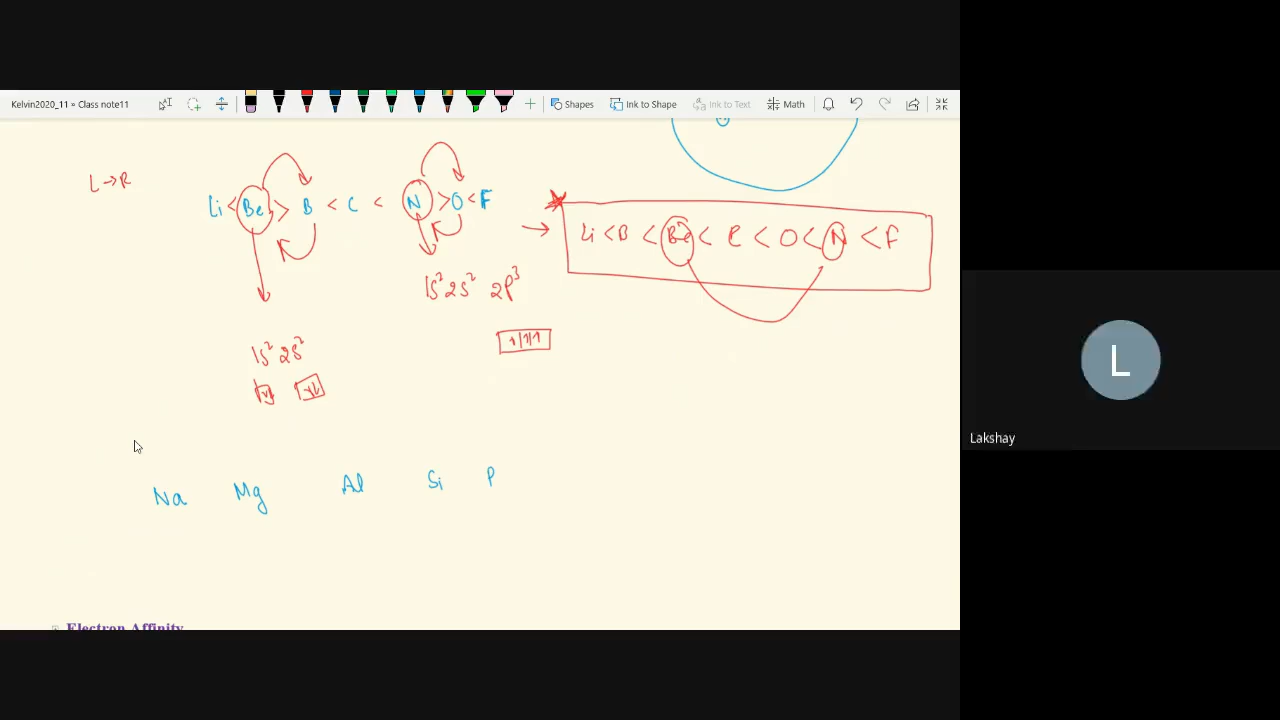 Kelvin2020_11 » Class note11
Shapes
Ink to Shape
Ink to Text
Math
L → R
Li < Be > B < C < N > O < F
→ Li < B < Be < C < O < N < F
1s² 2s² 2p³
1s² 2s²
Na Mg Al Si P
Electron Affinity
L
Lakshay